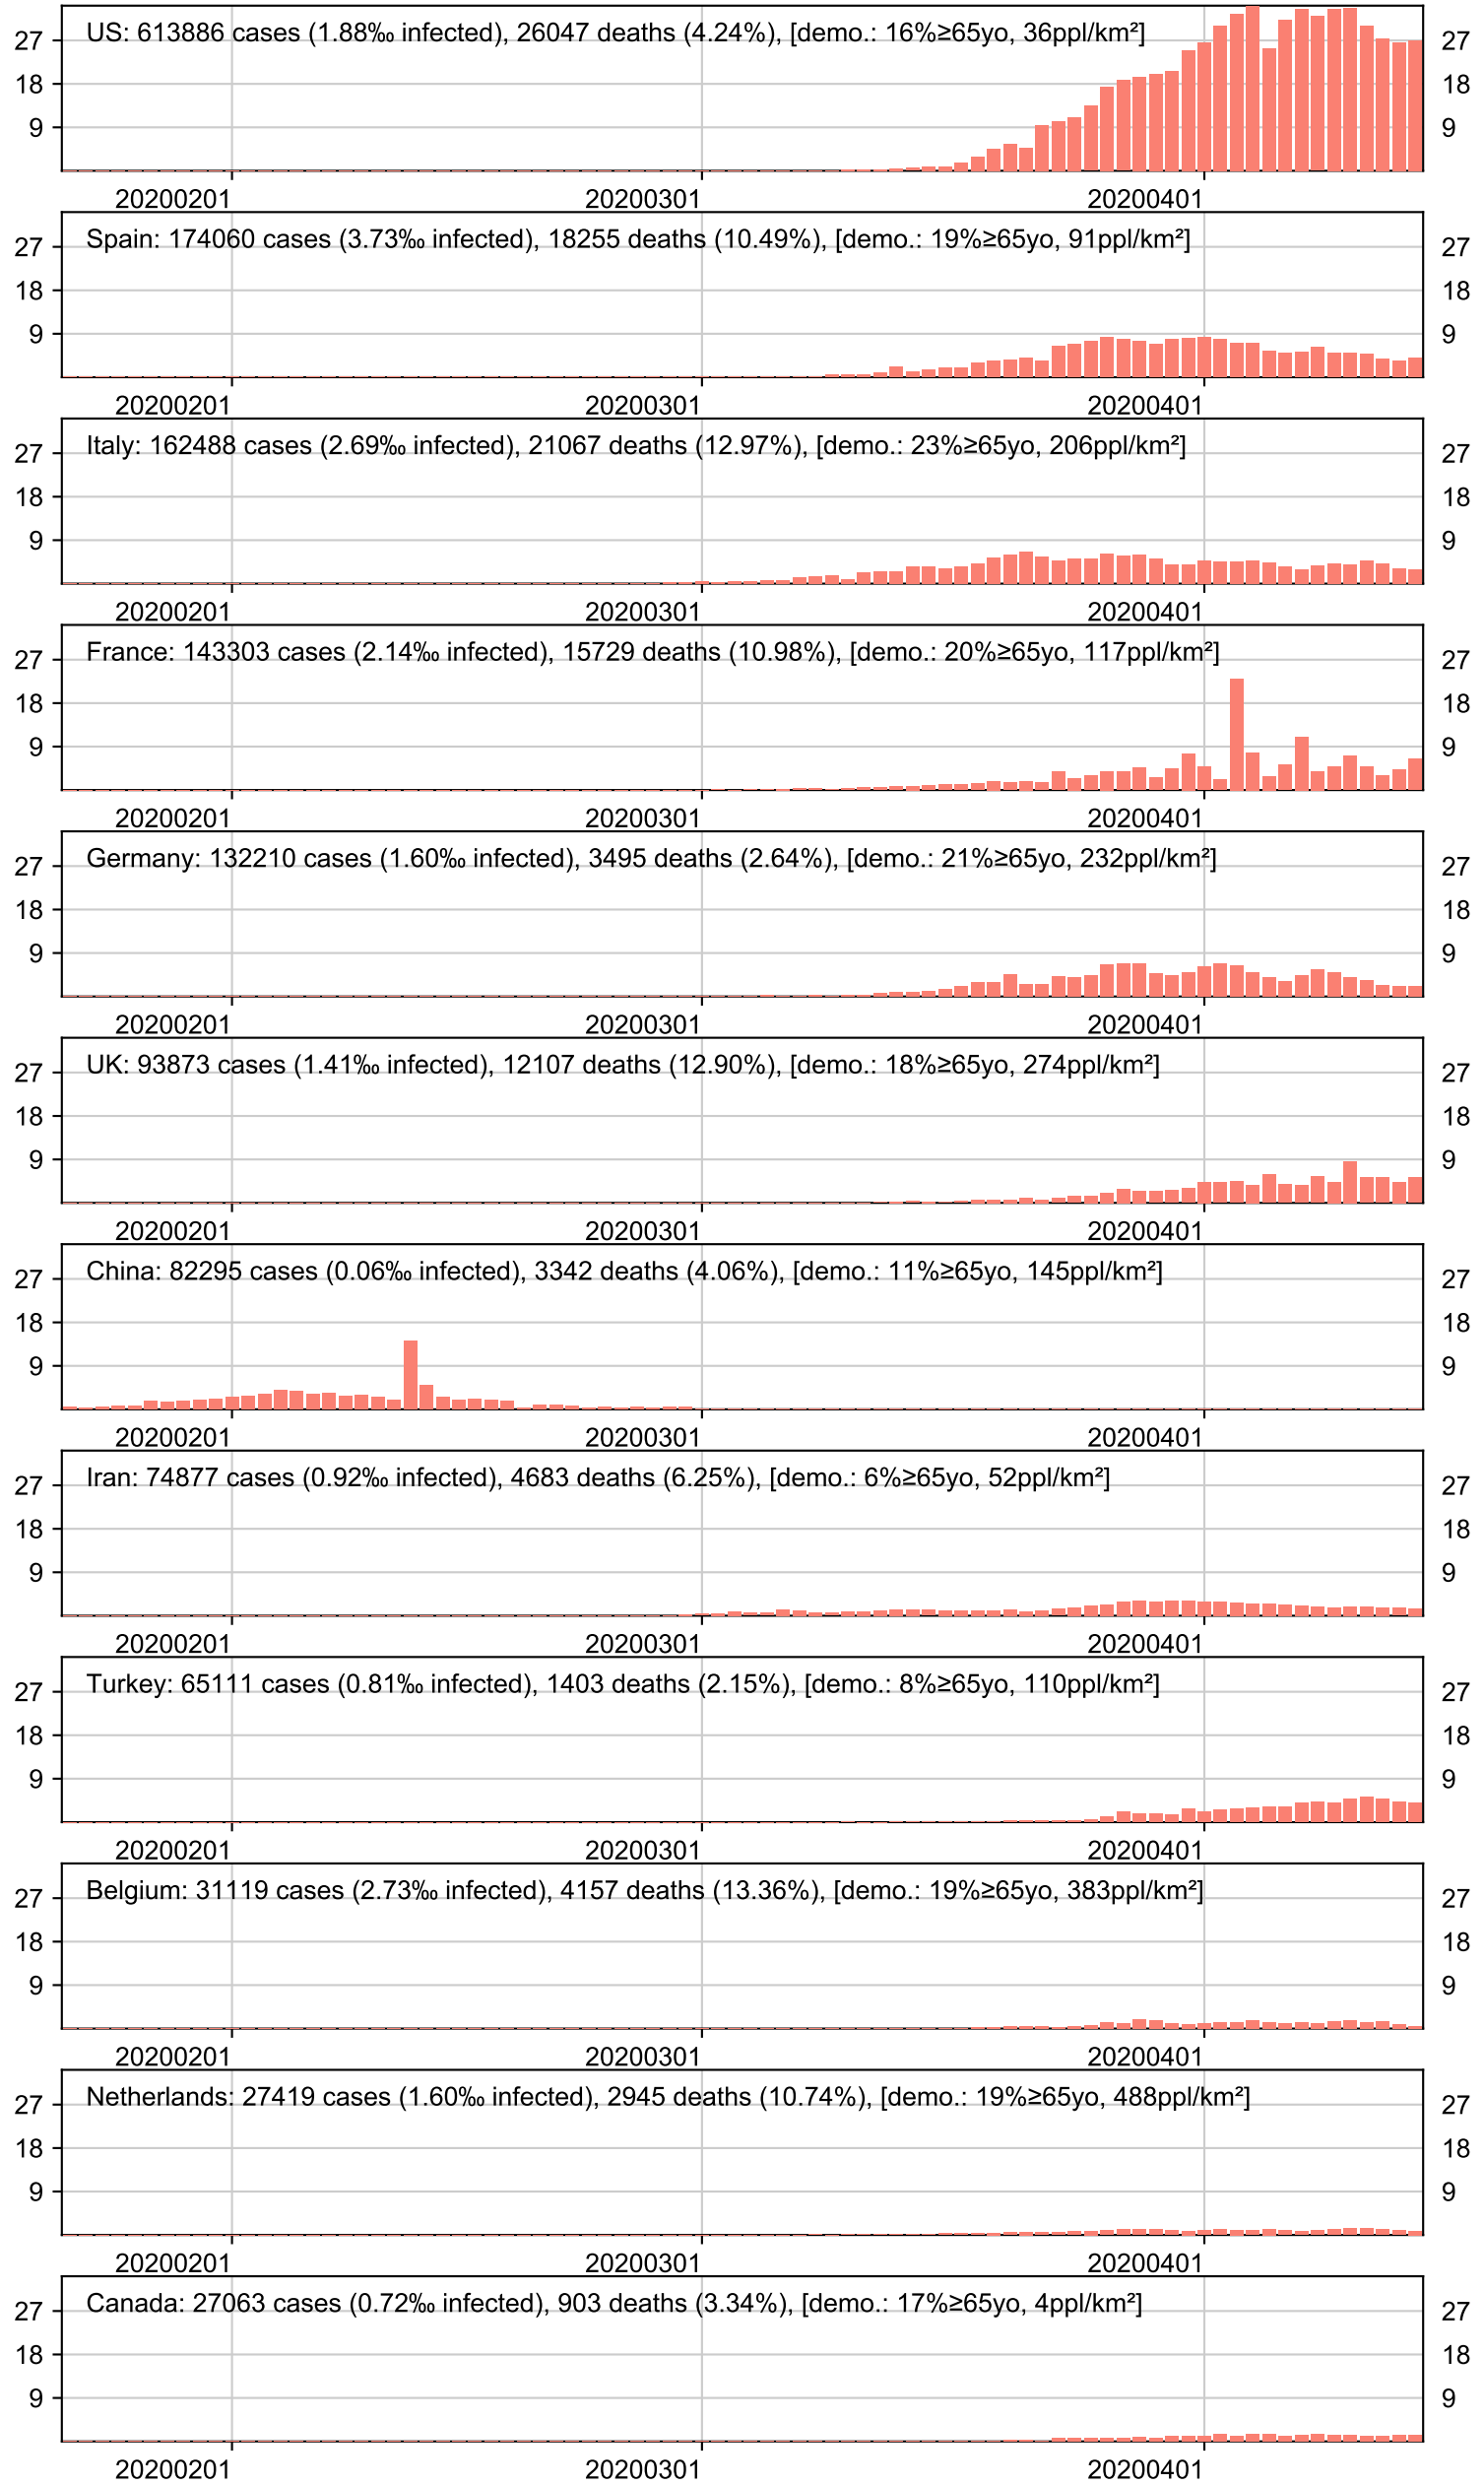 US: 613886 cases (1.88‰ infected), 26047 deaths (4.24%), [demo.: 16%≥65yo, 36ppl/km²]
27 27
18 18
9 9
20200201 20200301 20200401
Spain: 174060 cases (3.73‰ infected), 18255 deaths (10.49%), [demo.: 19%≥65yo, 91ppl/km²]
27 27
18 18
9 9
20200201 20200301 20200401
Italy: 162488 cases (2.69‰ infected), 21067 deaths (12.97%), [demo.: 23%≥65yo, 206ppl/km²]
27 27
18 18
9 9
20200201 20200301 20200401
France: 143303 cases (2.14‰ infected), 15729 deaths (10.98%), [demo.: 20%≥65yo, 117ppl/km²]
27 27
18 18
9 9
20200201 20200301 20200401
Germany: 132210 cases (1.60‰ infected), 3495 deaths (2.64%), [demo.: 21%≥65yo, 232ppl/km²]
27 27
18 18
9 9
20200201 20200301 20200401
UK: 93873 cases (1.41‰ infected), 12107 deaths (12.90%), [demo.: 18%≥65yo, 274ppl/km²]
27 27
18 18
9 9
20200201 20200301 20200401
China: 82295 cases (0.06‰ infected), 3342 deaths (4.06%), [demo.: 11%≥65yo, 145ppl/km²]
27 27
18 18
9 9
20200201 20200301 20200401
Iran: 74877 cases (0.92‰ infected), 4683 deaths (6.25%), [demo.: 6%≥65yo, 52ppl/km²]
27 27
18 18
9 9
20200201 20200301 20200401
Turkey: 65111 cases (0.81‰ infected), 1403 deaths (2.15%), [demo.: 8%≥65yo, 110ppl/km²]
27 27
18 18
9 9
20200201 20200301 20200401
Belgium: 31119 cases (2.73‰ infected), 4157 deaths (13.36%), [demo.: 19%≥65yo, 383ppl/km²]
27 27
18 18
9 9
20200201 20200301 20200401
Netherlands: 27419 cases (1.60‰ infected), 2945 deaths (10.74%), [demo.: 19%≥65yo, 488ppl/km²]
27 27
18 18
9 9
20200201 20200301 20200401
Canada: 27063 cases (0.72‰ infected), 903 deaths (3.34%), [demo.: 17%≥65yo, 4ppl/km²]
27 27
18 18
9 9
20200201 20200301 20200401